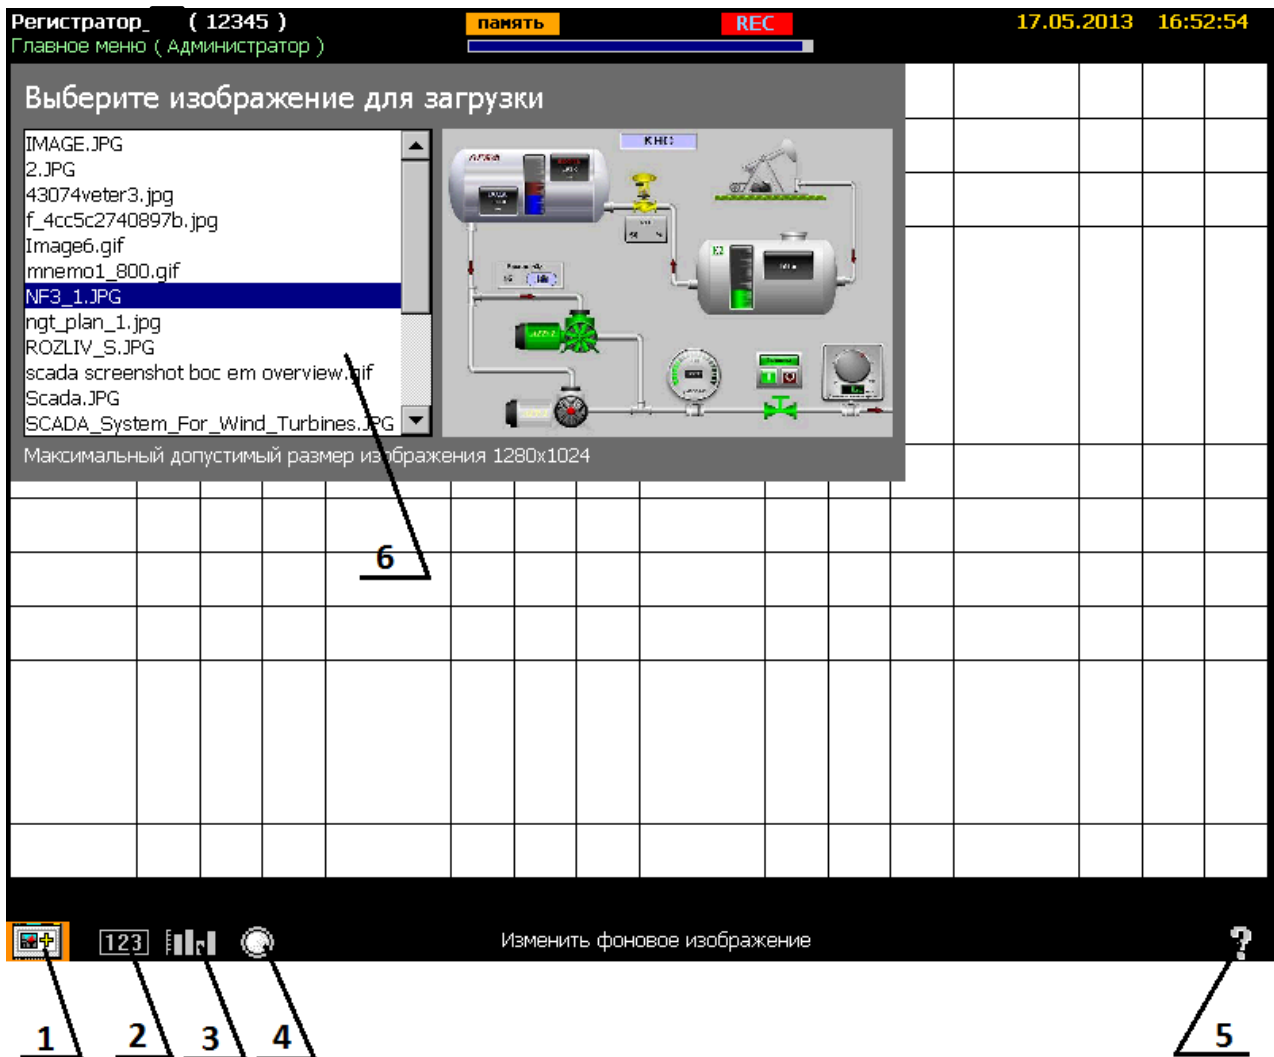 Регистратор_ ( 12345 )
память
REC
17.05.2013 16:52:54
Главное меню ( Администратор )
Выберите изображение для загрузки
IMAGE.JPG
2.JPG
43074veter3.jpg
f_4cc5c2740897b.jpg
Image6.gif
mnemo1_800.gif
NF3_1.JPG
ngt_plan_1.jpg
ROZLIV_S.JPG
scada screenshot boc em overview.gif
Scada.JPG
SCADA_System_For_Wind_Turbines.JPG
КНС
Максимальный допустимый размер изображения 1280x1024
6
123
Изменить фоновое изображение
?
1
2
3
4
5